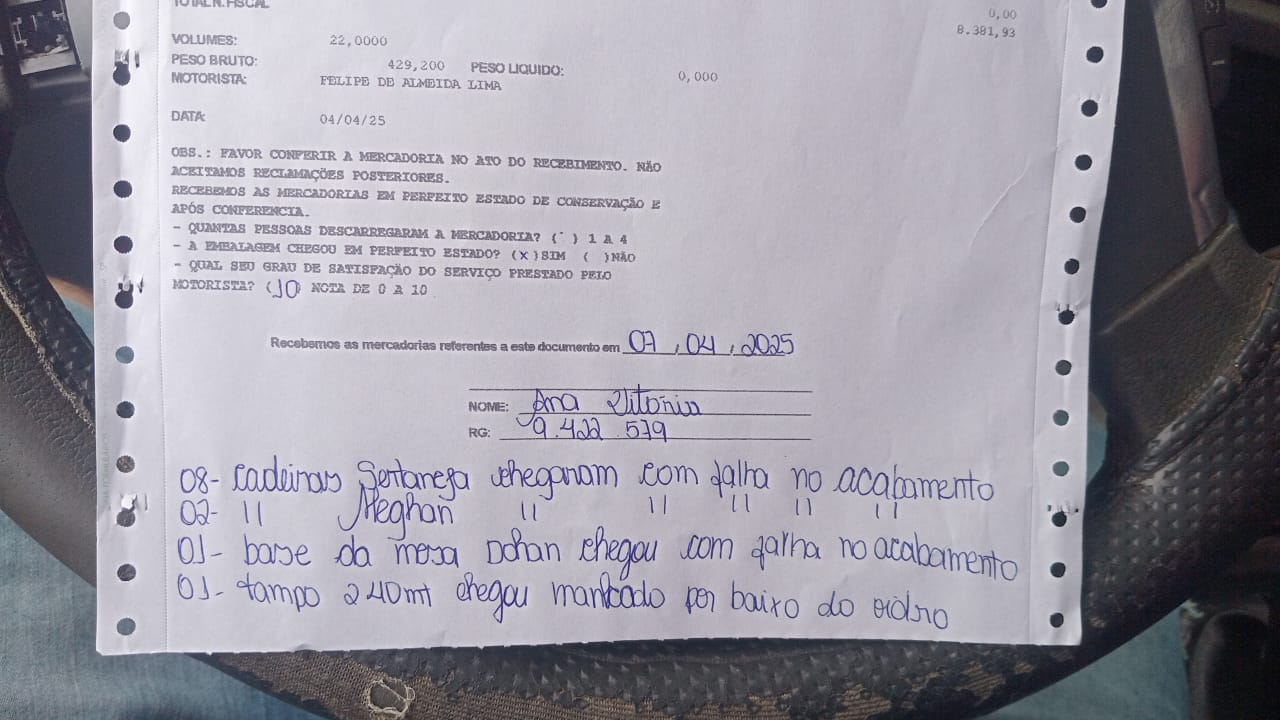 TOTAL N. FISCAL
0,00
8.381,93
VOLUMES: 22,0000
PESO BRUTO: 429,200 PESO LIQUIDO: 0,000
MOTORISTA: FELIPE DE ALMEIDA LIMA
DATA: 04/04/25
OBS.: FAVOR CONFERIR A MERCADORIA NO ATO DO RECEBIMENTO. NÃO
ACEITAMOS RECLAMAÇÕES POSTERIORES.
RECEBEMOS AS MERCADORIAS EM PERFEITO ESTADO DE CONSERVAÇÃO E
APÓS CONFERENCIA.
- QUANTAS PESSOAS DESCARREGARAM A MERCADORIA? ( ) 1 A 4
- A EMBALAGEM CHEGOU EM PERFEITO ESTADO? (X)SIM ( )NÃO
- QUAL SEU GRAU DE SATISFAÇÃO DO SERVIÇO PRESTADO PELO
MOTORISTA? (10) NOTA DE 0 A 10
Recebemos as mercadorias referentes a este documento em 07, 04, 2025
NOME: Ana Vitoria
RG: 9.422 579
08- cadeiras Sertaneja chegaram com falha no acabamento
02- 11 Meghan 11 11 11 11 11
01- base da mesa Dohan chegou com falha no acabamento
01- tampo 240mt chegou manchado por baixo do vidro